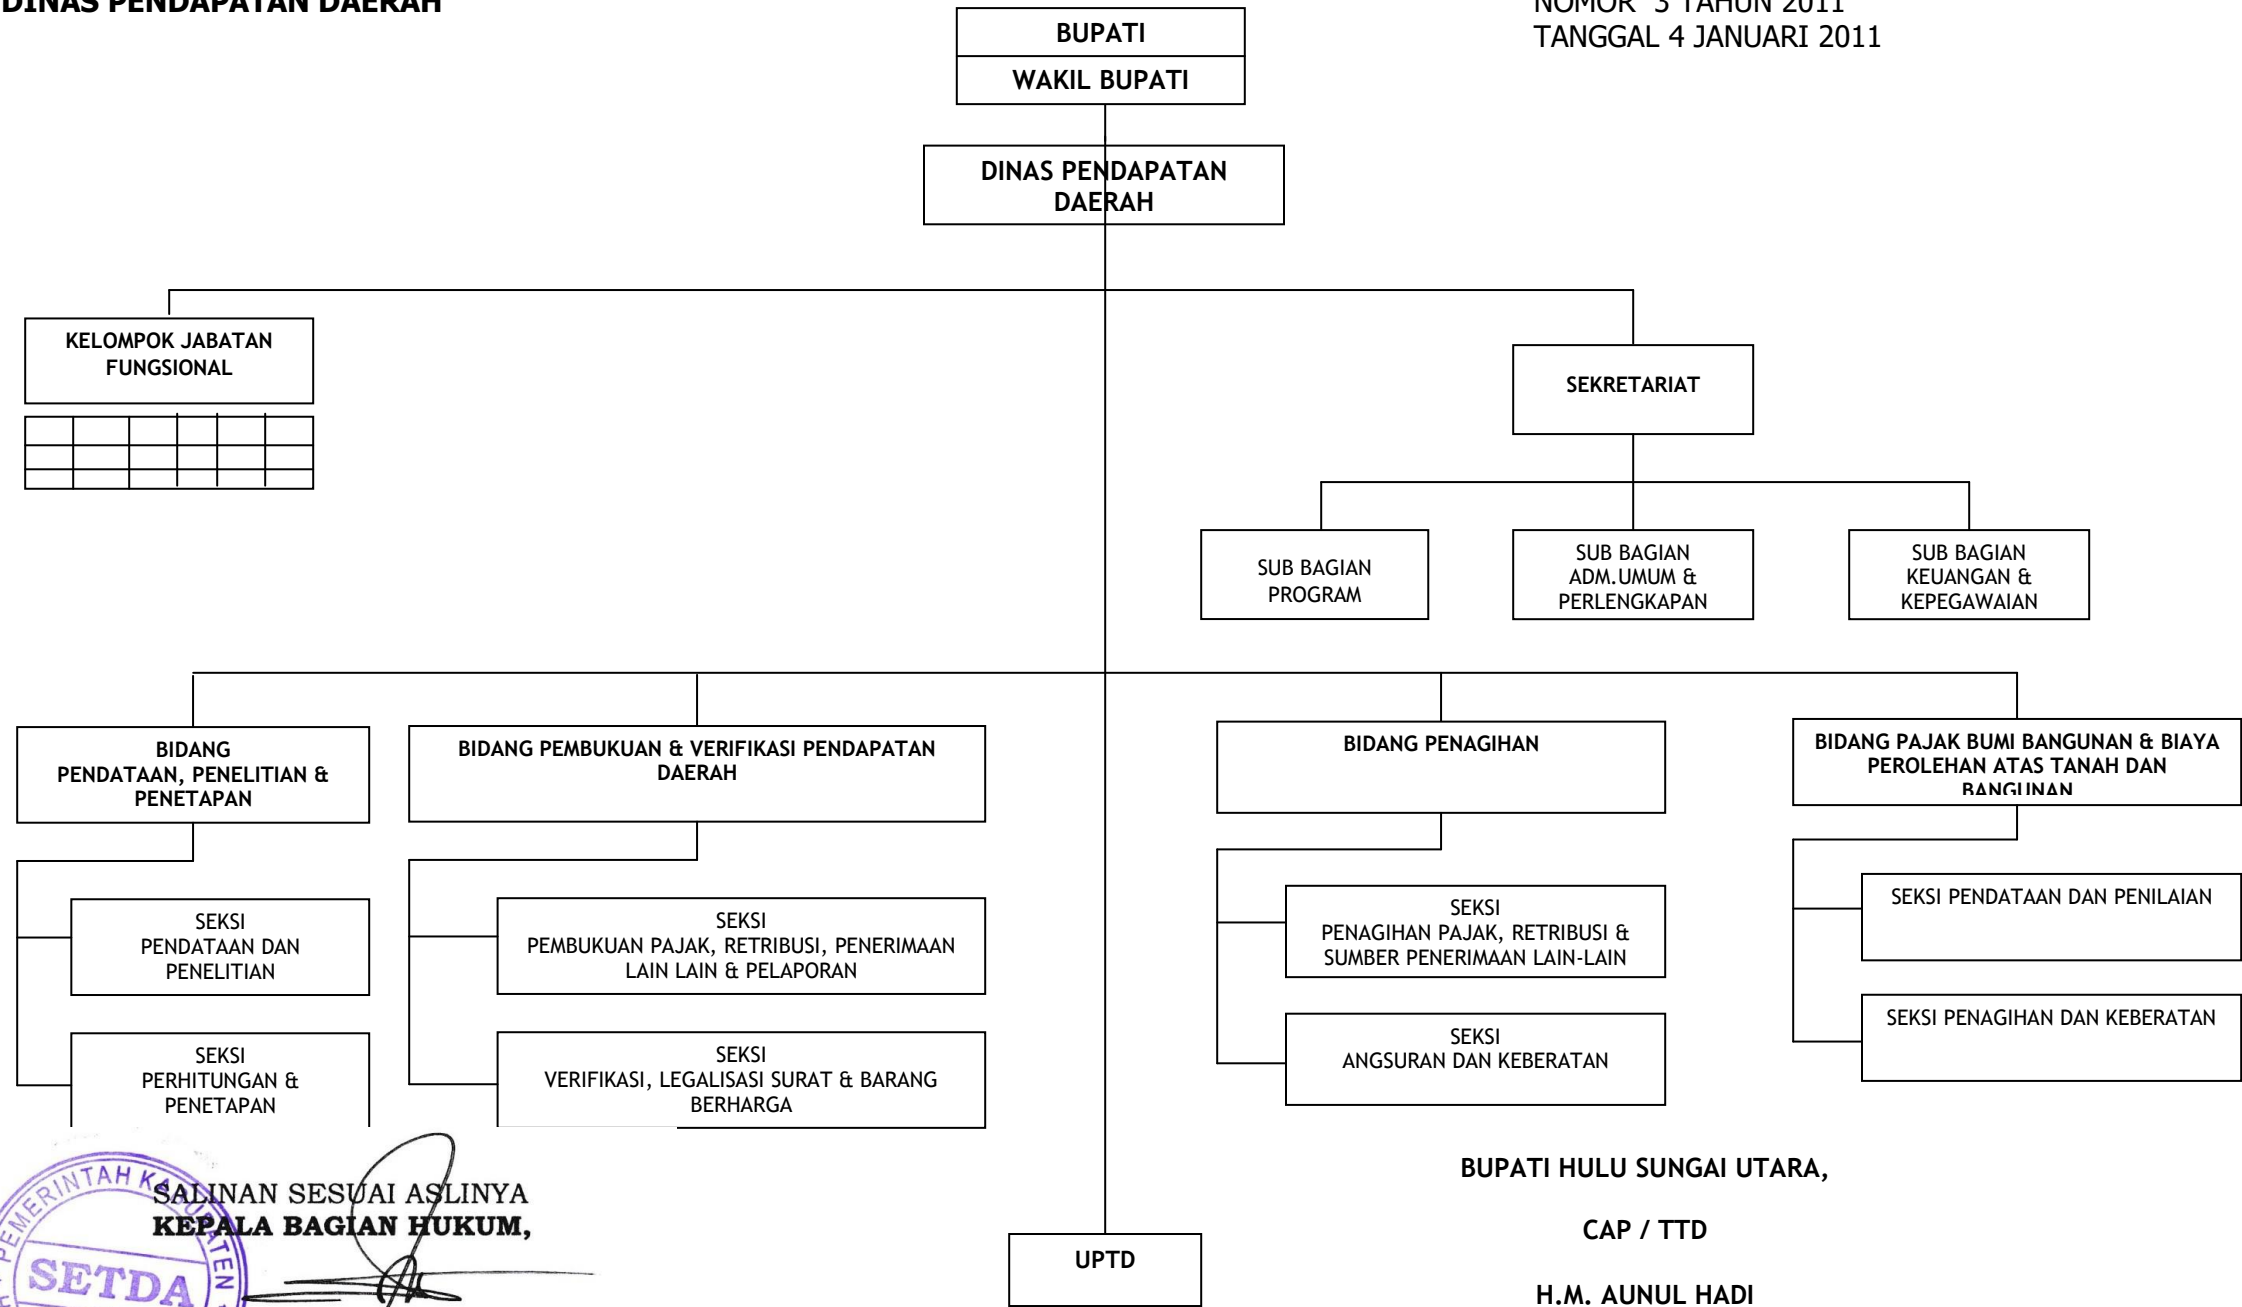 DINAS PENDAPATAN DAERAH
NOMOR 3 TAHUN 2011
TANGGAL 4 JANUARI 2011
BUPATI
WAKIL BUPATI
DINAS PENDAPATAN
DAERAH
KELOMPOK JABATAN
FUNGSIONAL
SEKRETARIAT
SUB BAGIAN
PROGRAM
SUB BAGIAN
ADM.UMUM &
PERLENGKAPAN
SUB BAGIAN
KEUANGAN &
KEPEGAWAIAN
BIDANG
PENDATAAN, PENELITIAN &
PENETAPAN
BIDANG PEMBUKUAN & VERIFIKASI PENDAPATAN
DAERAH
BIDANG PENAGIHAN
BIDANG PAJAK BUMI BANGUNAN & BIAYA
PEROLEHAN ATAS TANAH DAN
BANGUNAN
SEKSI
PENDATAAN DAN
PENELITIAN
SEKSI
PEMBUKUAN PAJAK, RETRIBUSI, PENERIMAAN
LAIN LAIN & PELAPORAN
SEKSI
PENAGIHAN PAJAK, RETRIBUSI &
SUMBER PENERIMAAN LAIN-LAIN
SEKSI PENDATAAN DAN PENILAIAN
SEKSI
PERHITUNGAN &
PENETAPAN
SEKSI
VERIFIKASI, LEGALISASI SURAT & BARANG
BERHARGA
SEKSI
ANGSURAN DAN KEBERATAN
SEKSI PENAGIHAN DAN KEBERATAN
PEMERINTAH KABUPATEN
SETDA
SALINAN SESUAI ASLINYA
KEPALA BAGIAN HUKUM,
UPTD
BUPATI HULU SUNGAI UTARA,
CAP / TTD
H.M. AUNUL HADI